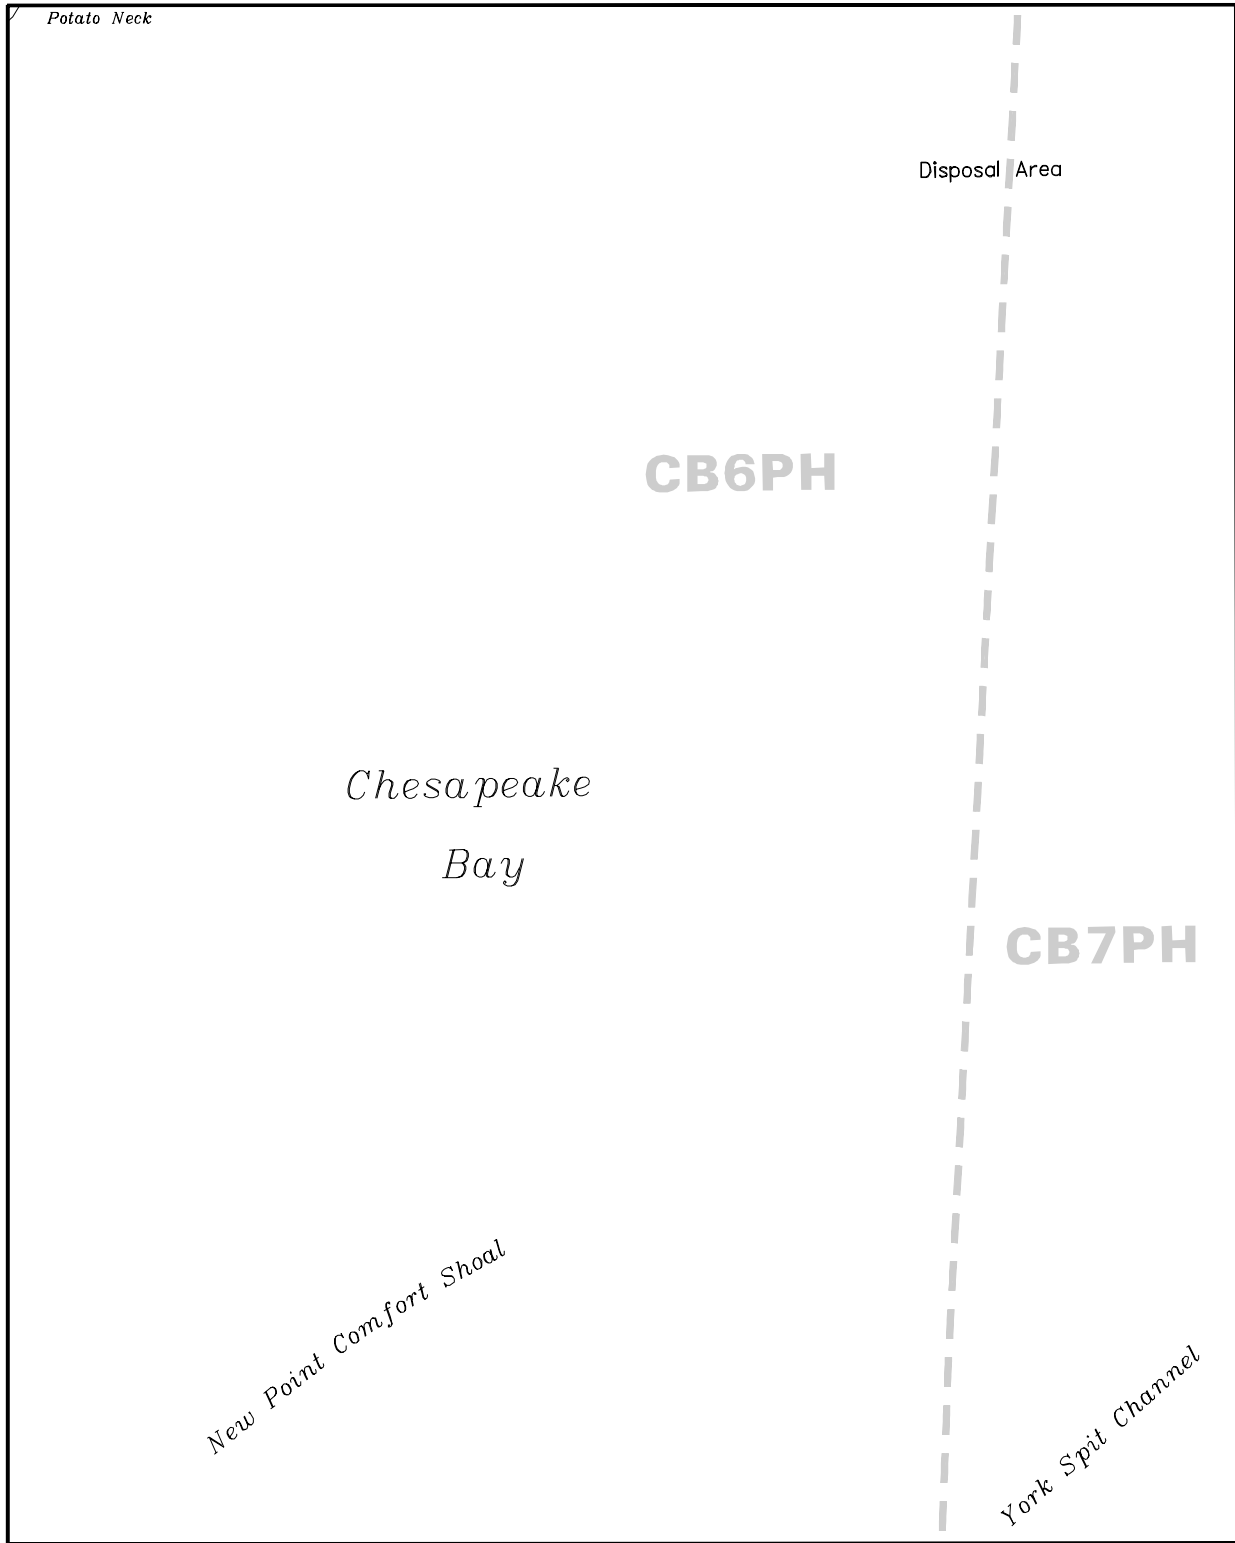 Potato Neck
Disposal Area
CB6PH
Chesapeake
Bay
CB7PH
New Point Comfort Shoal
York Spit Channel